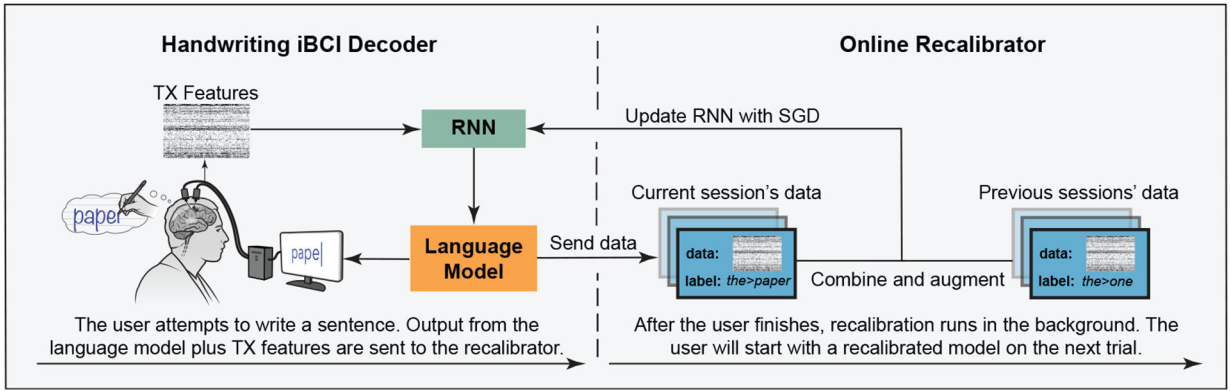 Handwriting iBCI Decoder
TX Features
RNN
paper
pape
Language
Model
The user attempts to write a sentence. Output from the
language model plus TX features are sent to the recalibrator.
Online Recalibrator
Update RNN with SGD
Send data
Current session's data
data:
label: the>paper
Combine and augment
Previous sessions' data
data:
label: the>one
After the user finishes, recalibration runs in the background. The
user will start with a recalibrated model on the next trial.